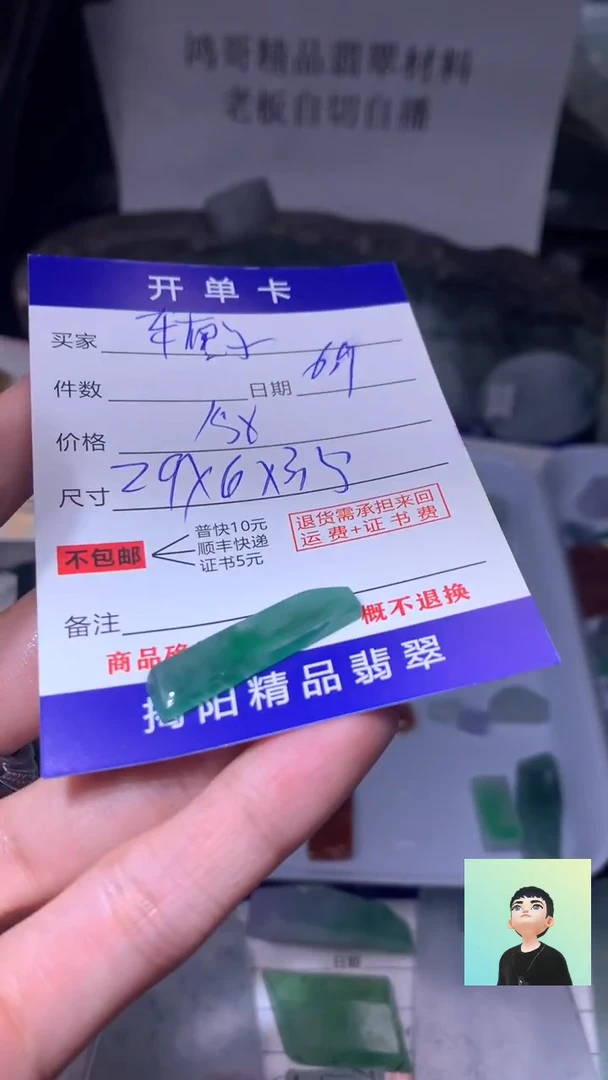 鸿哥精品翡翠材料
老板自切自播
开单卡
买家
件数
日期 6.9
价格
尺寸 29X6X3.5
不包邮
普快10元
顺丰快递
证书5元
退货需承担来回
运费+证书费
备注
商品 概不退换
揭阳精品翡翠
日期